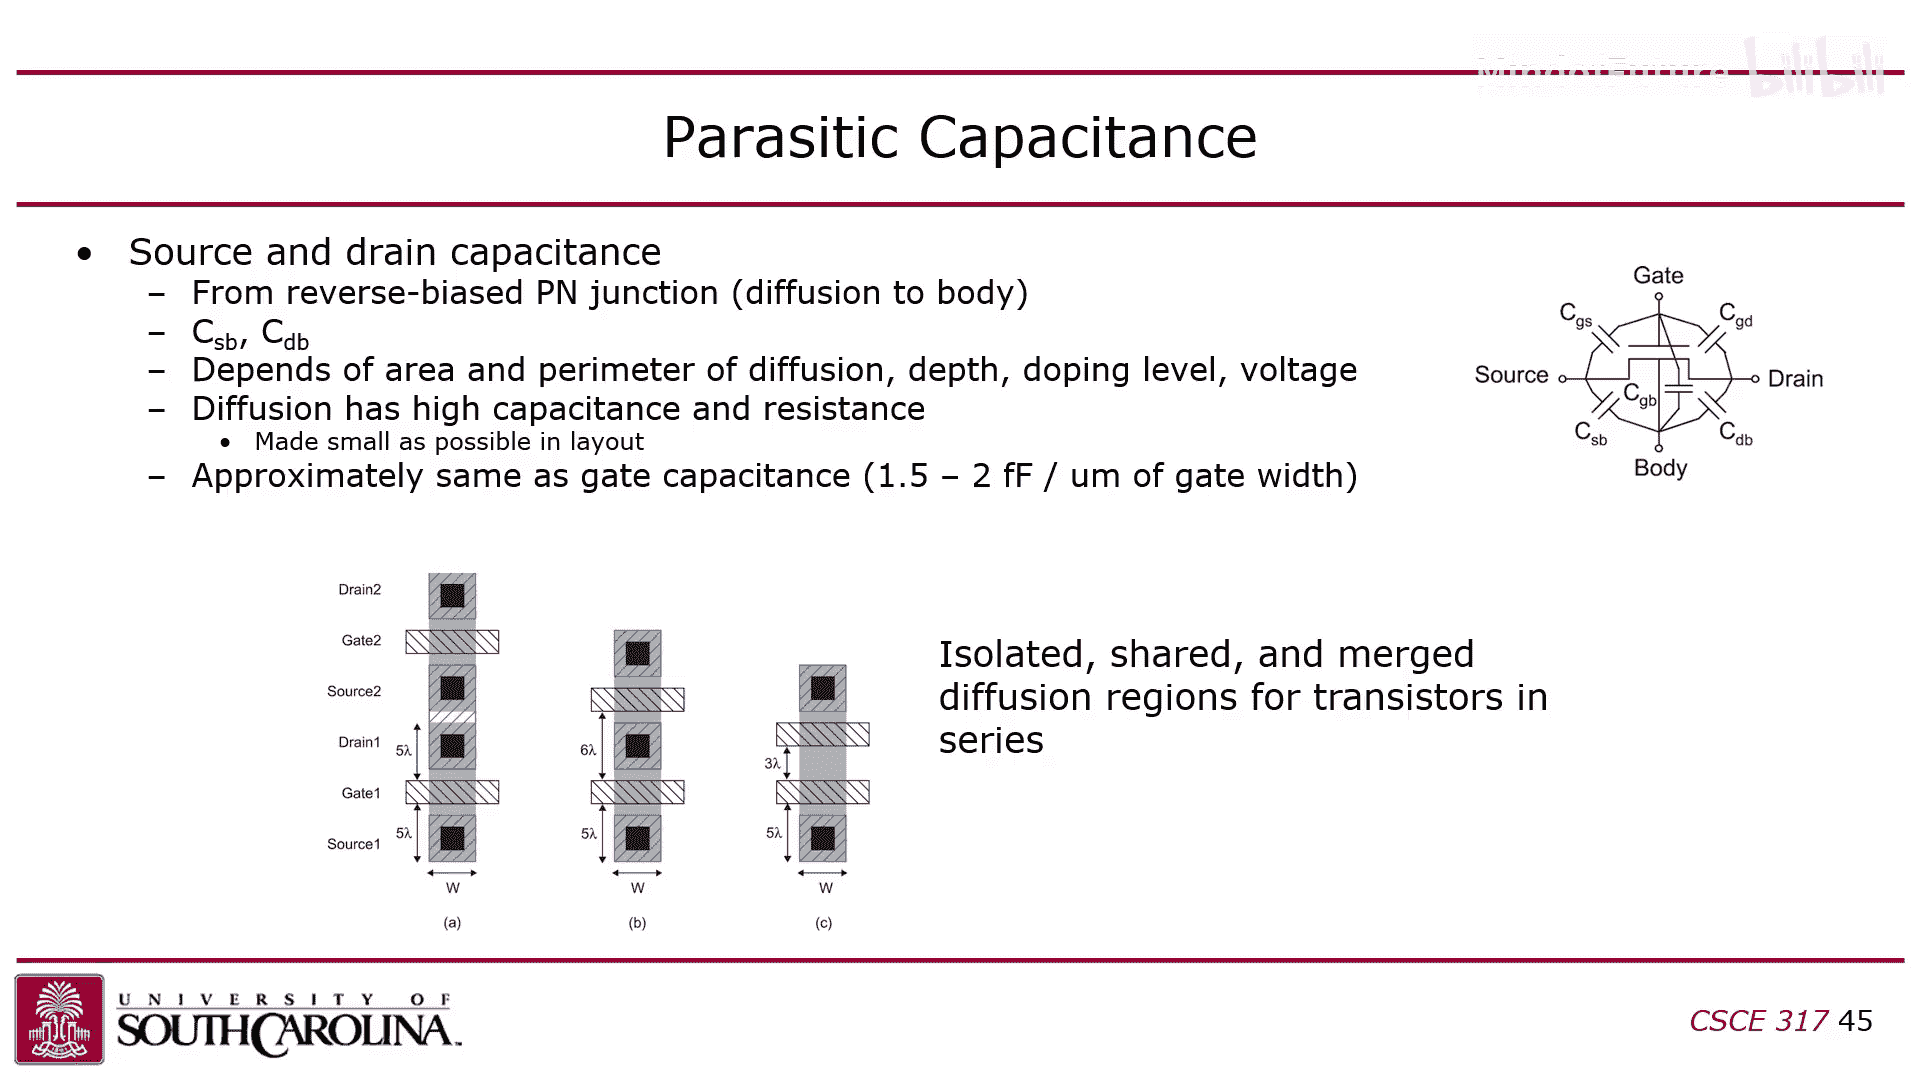 Parasitic Capacitance
• Source and drain capacitance
– From reverse-biased PN junction (diffusion to body)
– Csb, Cdb
– Depends of area and perimeter of diffusion, depth, doping level, voltage
– Diffusion has high capacitance and resistance
• Made small as possible in layout
– Approximately same as gate capacitance (1.5 – 2 fF / um of gate width)
Gate
Cgs Cgd
Source Drain
Cgb
Csb Cdb
Body
Drain2
Gate2
Source2
Drain1
Gate1
Source1
5λ
5λ
W
(a)
6λ
5λ
W
(b)
3λ
5λ
W
(c)
Isolated, shared, and merged
diffusion regions for transistors in
series
UNIVERSITY OF
SOUTH CAROLINA
CSCE 317 45
bilibili